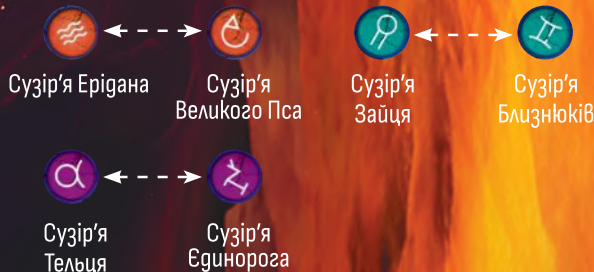 Сузір'я Ерідана
Сузір'я
Великого Пса
Сузір'я
Зайця
Сузір'я
Близнюків
Сузір'я
Тельця
Сузір'я
Єдинорога